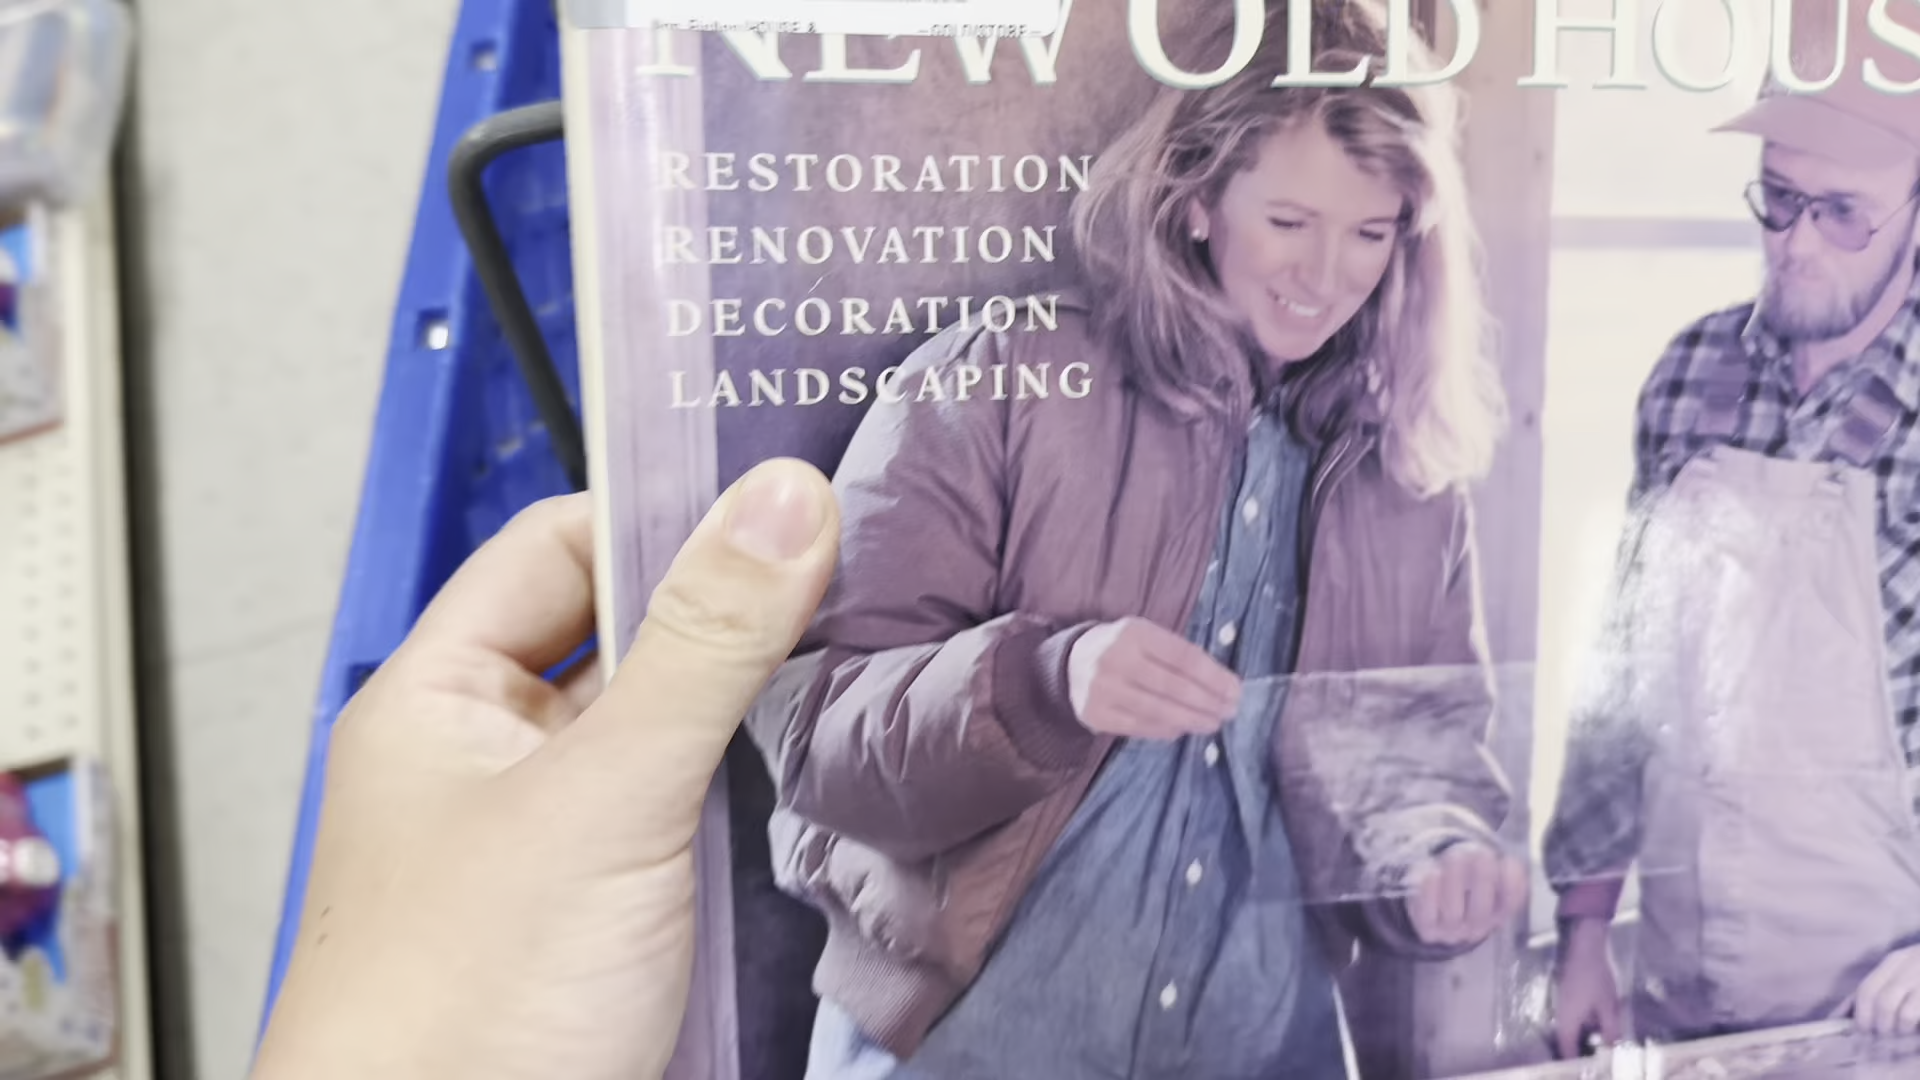 NEW OLD HOUS
RESTORATION
RENOVATION
DECORATION
LANDSCAPING